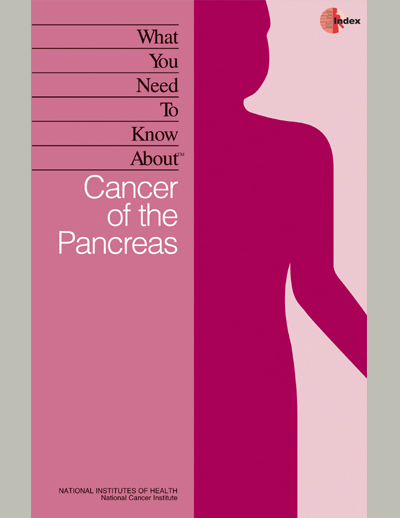 Index
What
You
Need
To
Know
About™
Cancer
of the
Pancreas
NATIONAL INSTITUTES OF HEALTH
National Cancer Institute